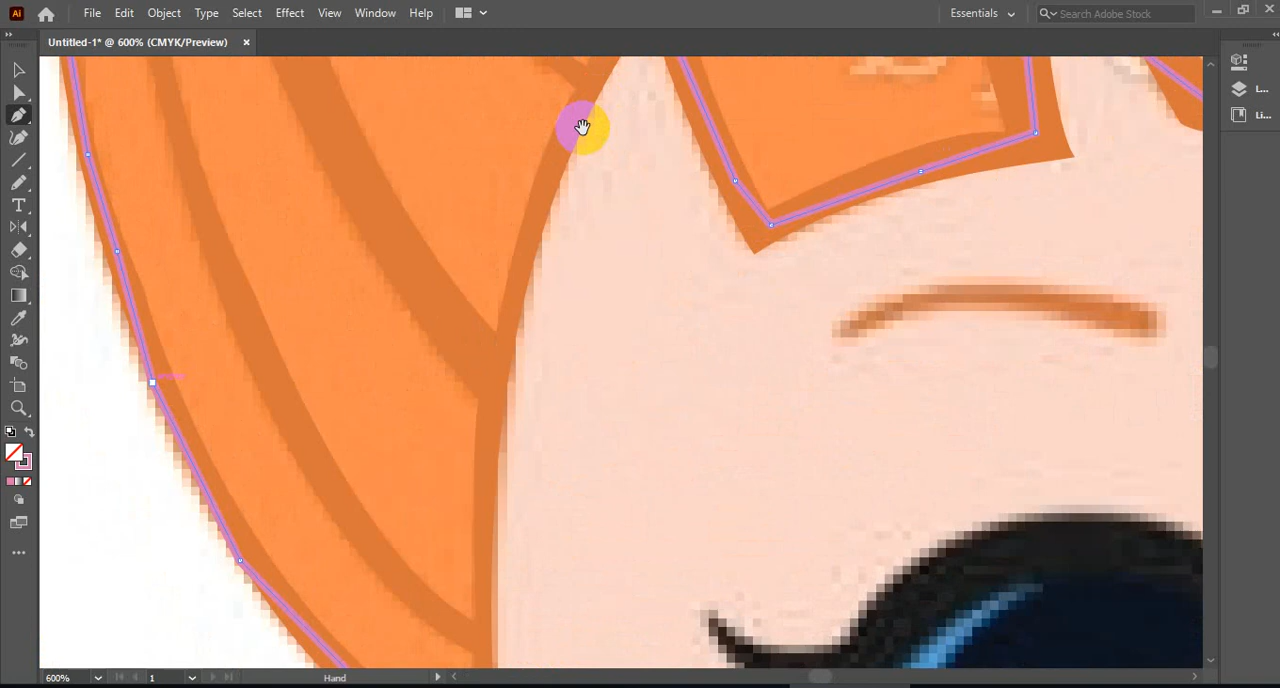 Ai File Edit Object Type Select Effect View Window Help Essentials Search Adobe Stock
Untitled-1* @ 600% (CMYK/Preview) ×
L...
Li...
600% 1 Hand